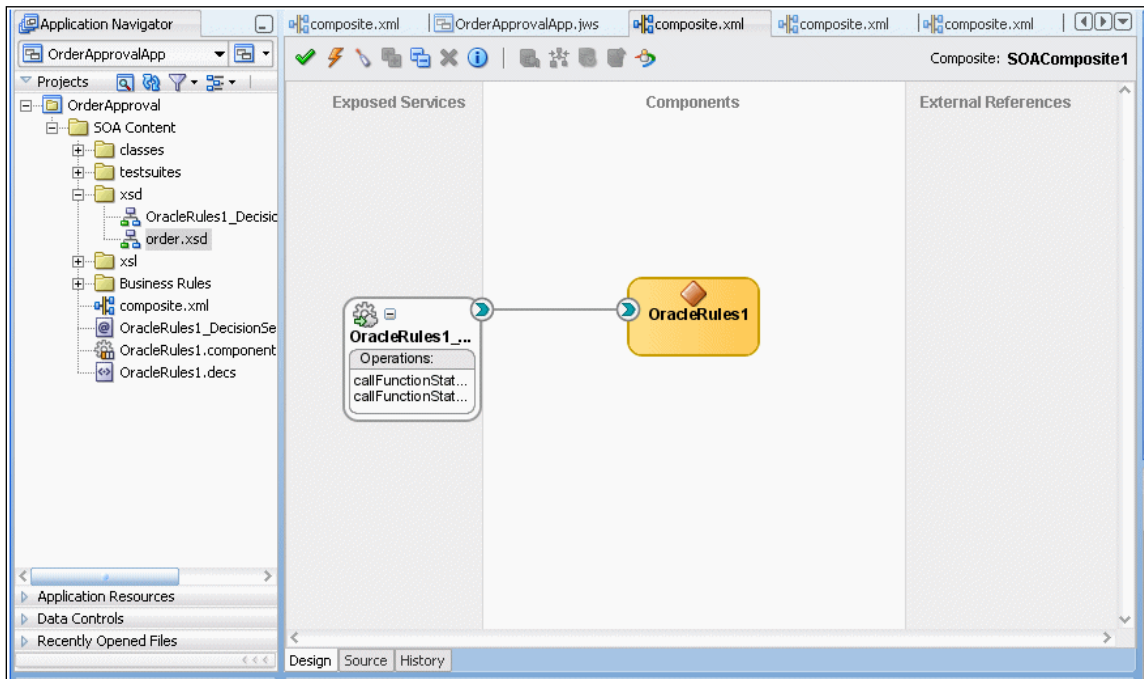 Application Navigator
OrderApprovalApp
Projects
OrderApproval
SOA Content
classes
testsuites
xsd
OracleRules1_Decisic
order.xsd
xsl
Business Rules
composite.xml
OracleRules1_DecisionSe
OracleRules1.component
OracleRules1.decs
Application Resources
Data Controls
Recently Opened Files
composite.xml
OrderApprovalApp.jws
composite.xml
composite.xml
composite.xml
Composite: SOAComposite1
Exposed Services
Components
External References
OracleRules1_...
Operations:
callFunctionStat...
callFunctionStat...
OracleRules1
Design
Source
History